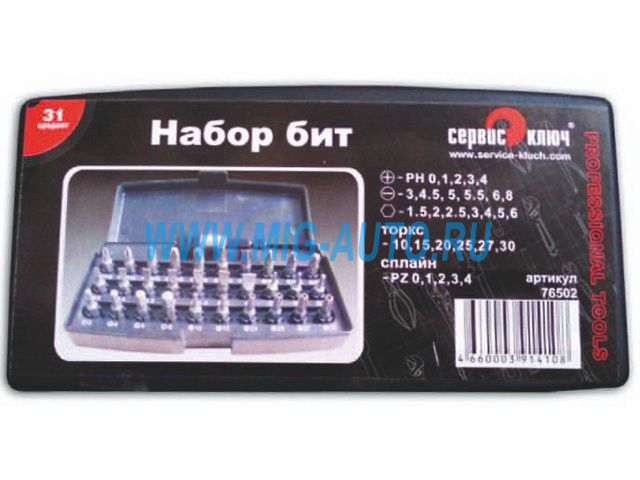 31
предмет
Набор бит
сервис ключ®
www.service-kluch.com
- PH 0,1,2,3,4
- 3,4.5, 5, 5.5, 6,8
- 1.5,2,2.5,3,4,5,6
торкс
- 10,15,20,25,27,30
сплайн
- PZ 0,1,2,3,4
артикул
76502
4 660003 914108
PROFESSIONAL TOOLS
WWW.MIG-AUTO.RU